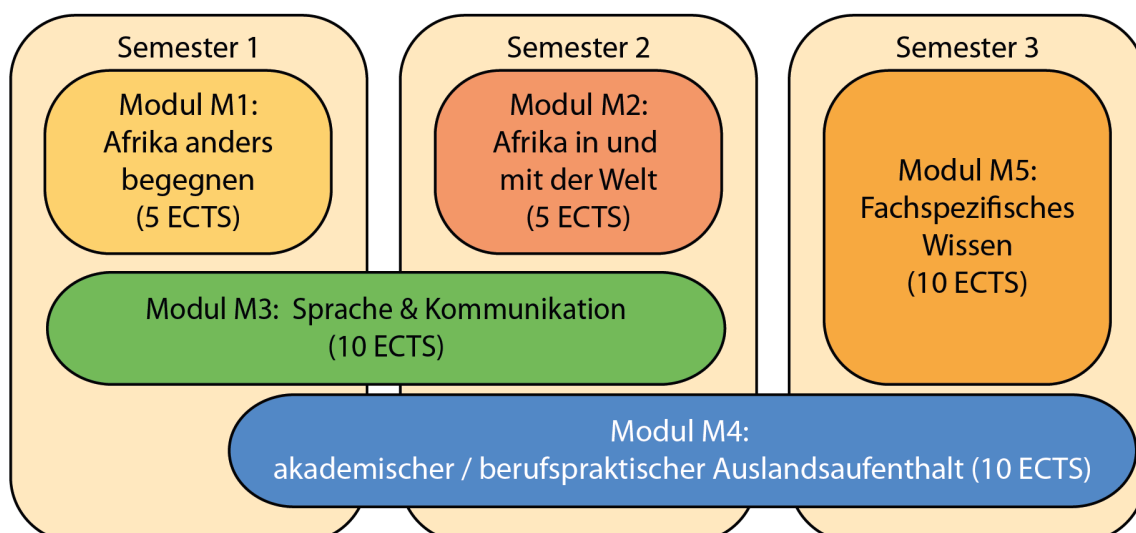 Semester 1
Semester 2
Semester 3
Modul M1:
Afrika anders
begegnen
(5 ECTS)
Modul M2:
Afrika in und
mit der Welt
(5 ECTS)
Modul M5:
Fachspezifisches
Wissen
(10 ECTS)
Modul M3: Sprache & Kommunikation
(10 ECTS)
Modul M4:
akademischer / berufspraktischer Auslandsaufenthalt (10 ECTS)